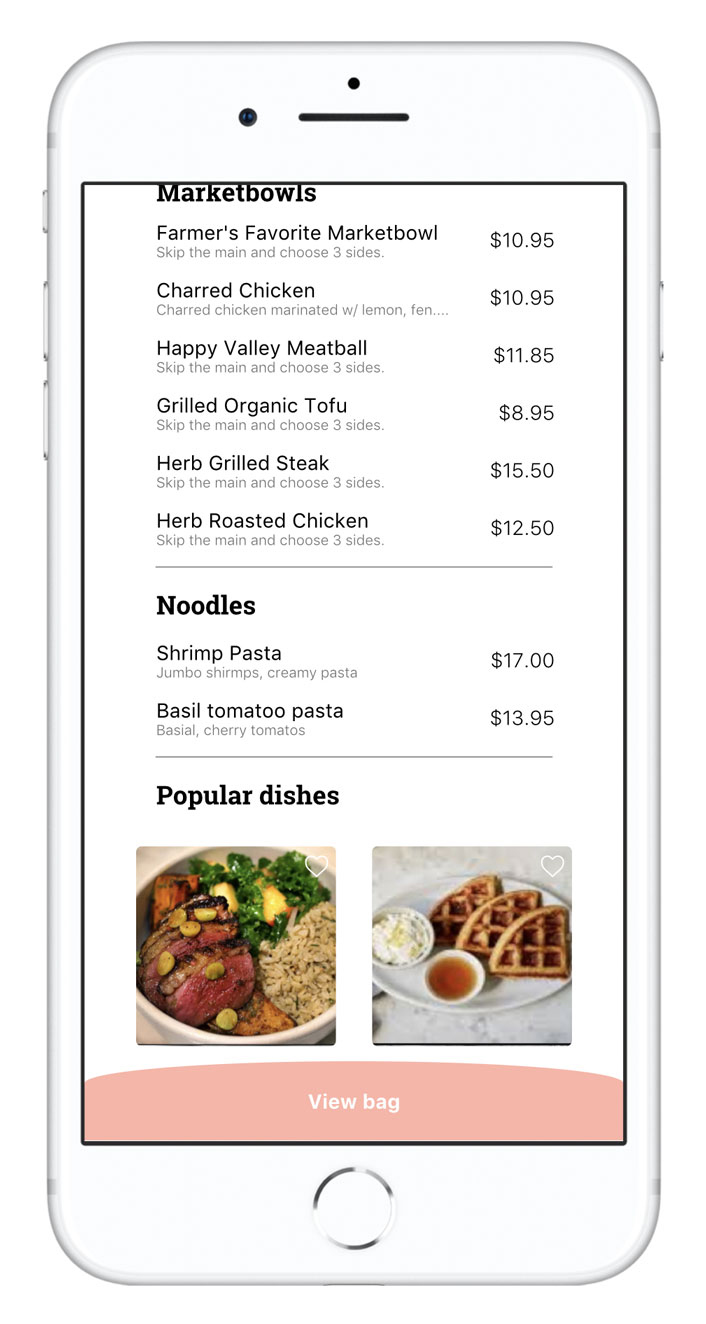 Marketbowls
Farmer's Favorite Marketbowl
$10.95
Skip the main and choose 3 sides.
Charred Chicken
$10.95
Charred chicken marinated w/ lemon, fen....
Happy Valley Meatball
$11.85
Skip the main and choose 3 sides.
Grilled Organic Tofu
$8.95
Skip the main and choose 3 sides.
Herb Grilled Steak
$15.50
Skip the main and choose 3 sides.
Herb Roasted Chicken
$12.50
Skip the main and choose 3 sides.
Noodles
Shrimp Pasta
$17.00
Jumbo shirmps, creamy pasta
Basil tomatoo pasta
$13.95
Basial, cherry tomatos
Popular dishes
View bag